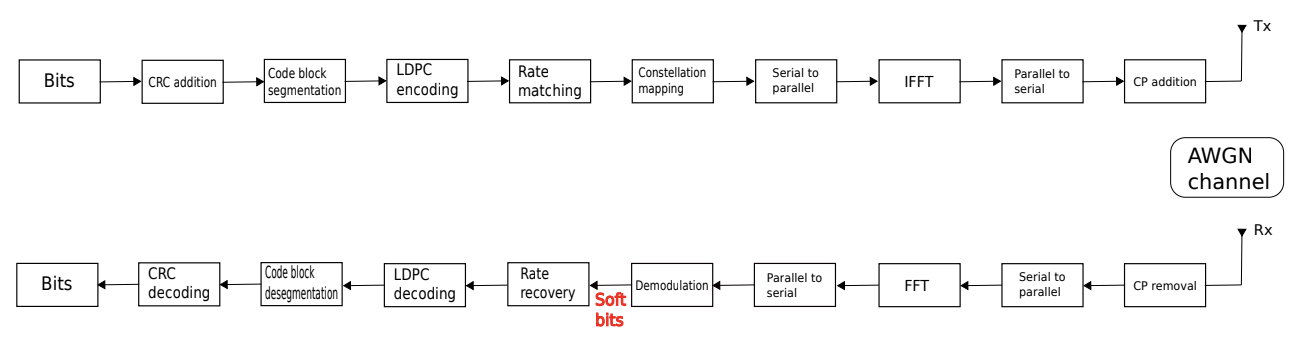 Tx
Bits
CRC addition
Code block
segmentation
LDPC
encoding
Rate
matching
Constellation
mapping
Serial to
parallel
IFFT
Parallel to
serial
CP addition
AWGN
channel
Rx
Bits
CRC
decoding
Code block
desegmentation
LDPC
decoding
Rate
recovery
Soft
bits
Demodulation
Parallel to
serial
FFT
Serial to
parallel
CP removal